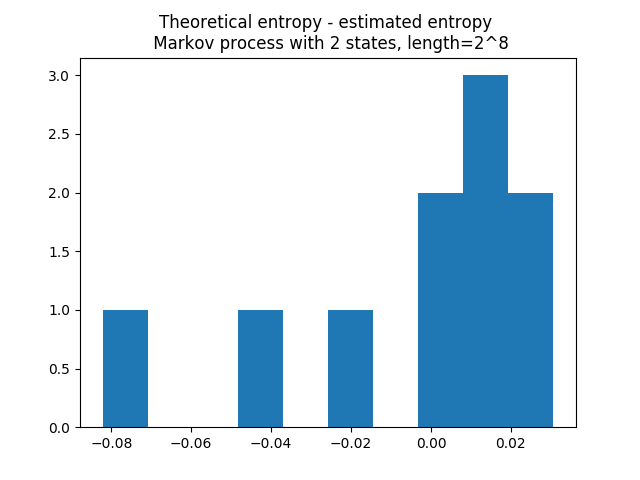 Theoretical entropy - estimated entropy
Markov process with 2 states, length=2^8
3.0
2.5
2.0
1.5
1.0
0.5
0.0
−0.08 −0.06 −0.04 −0.02 0.00 0.02